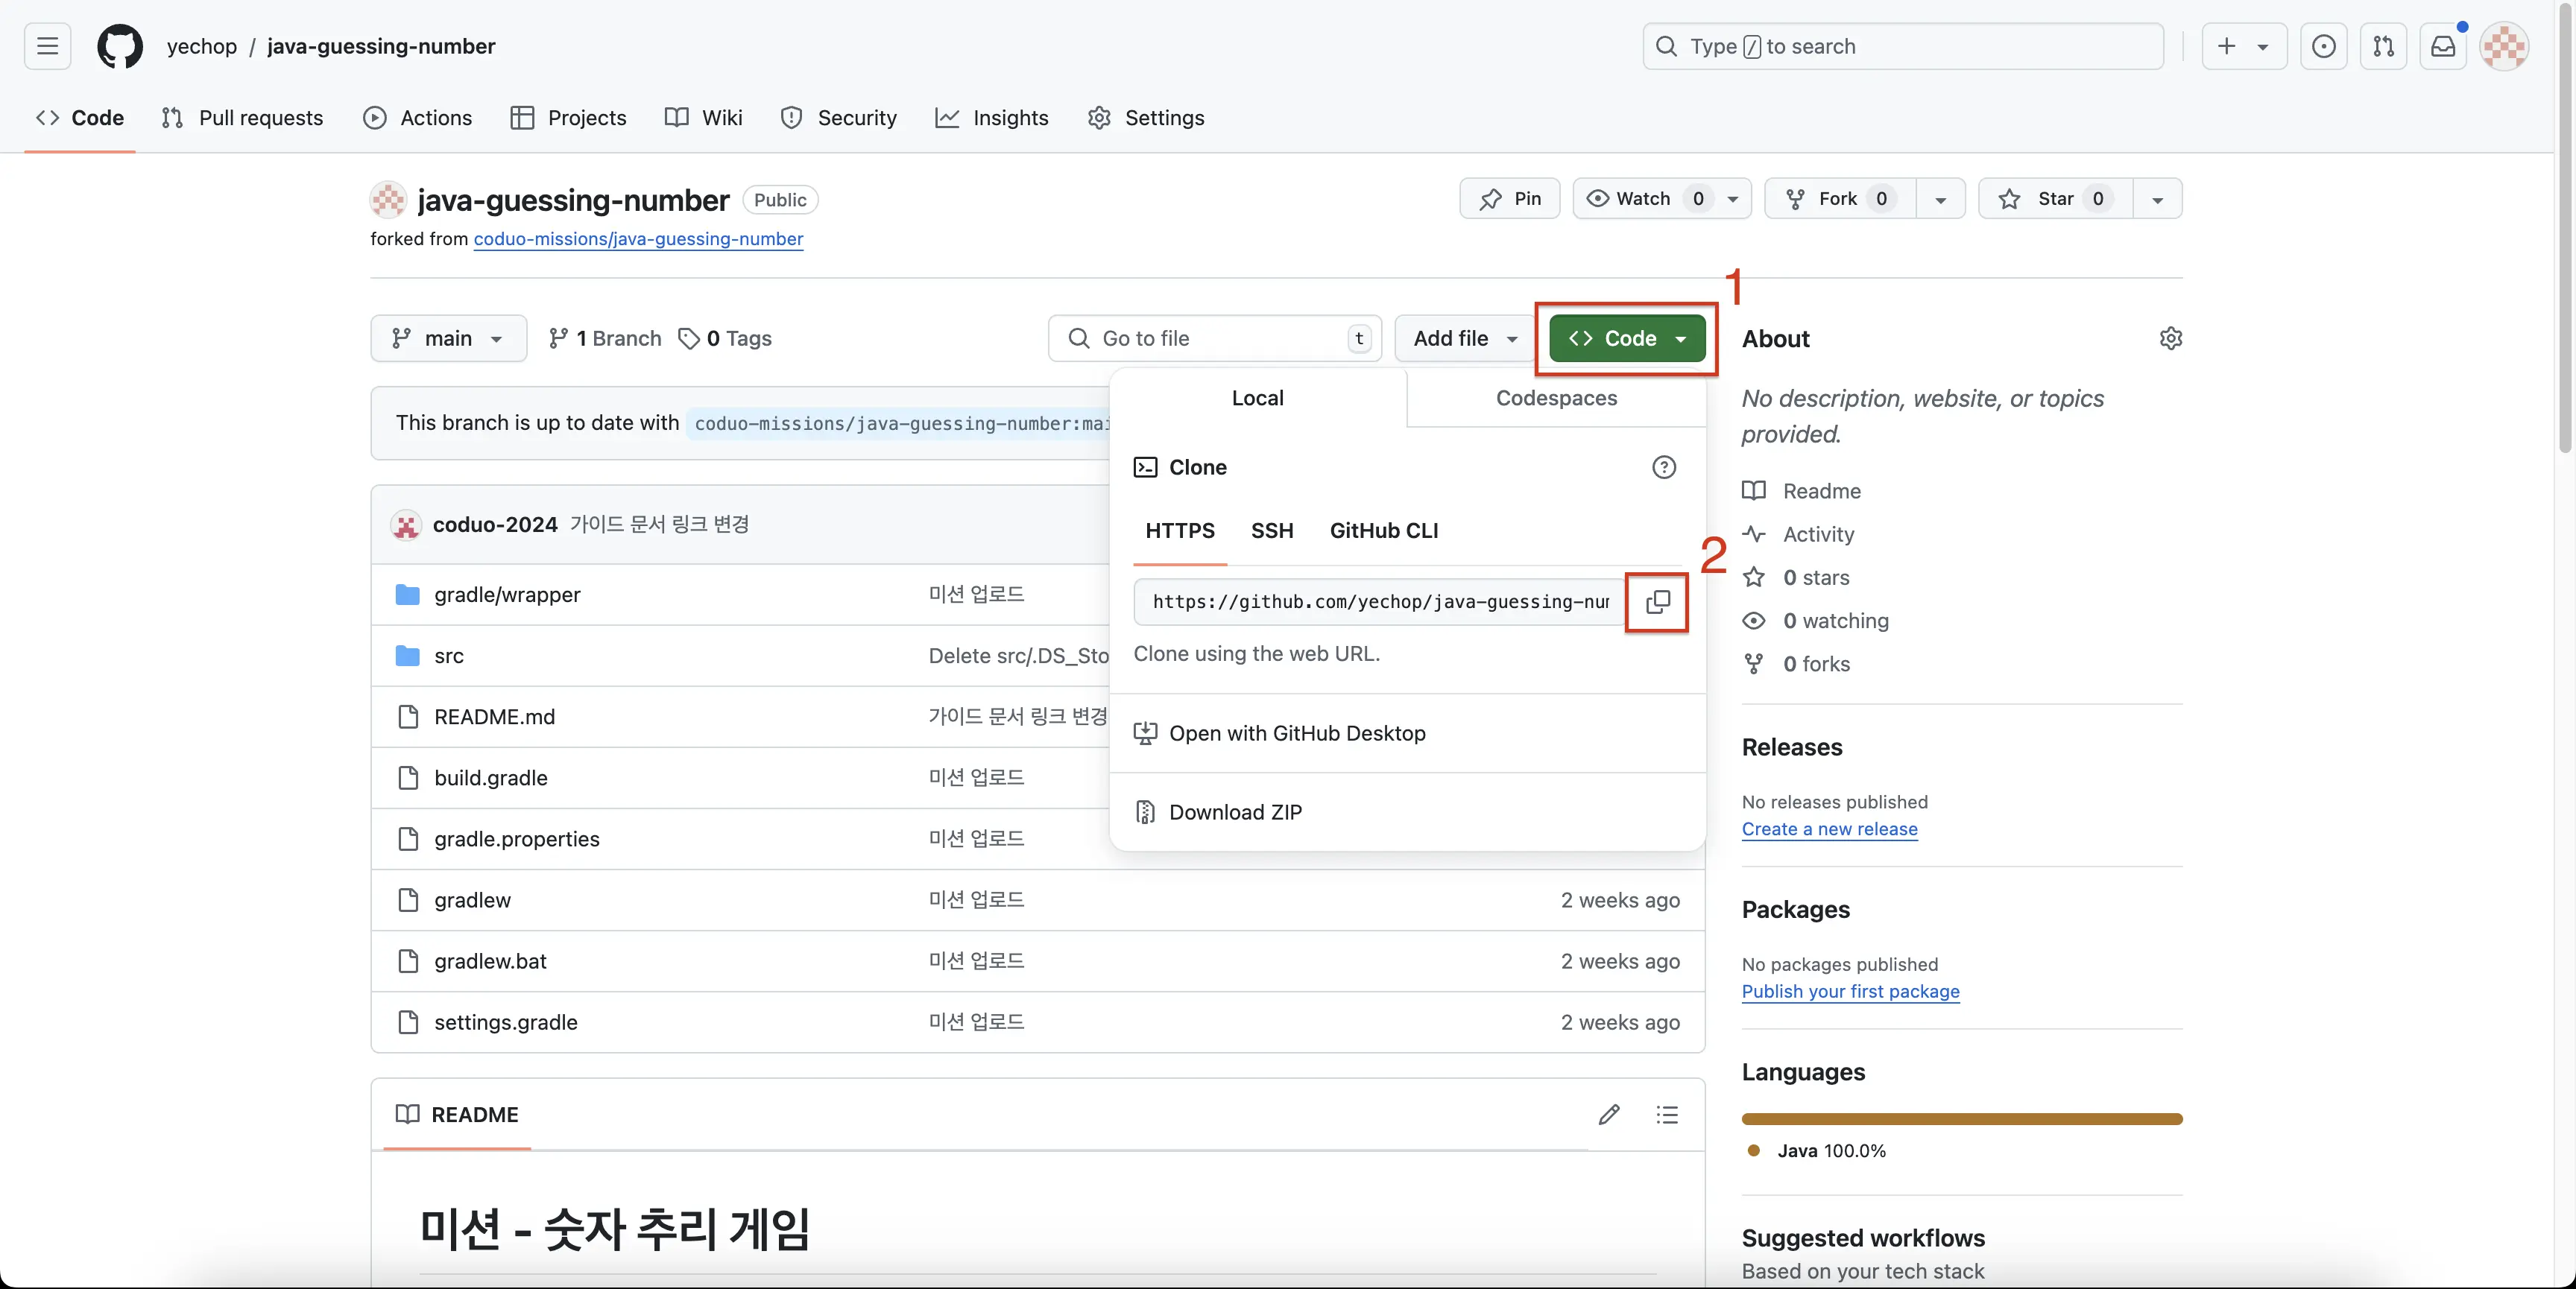 yechop / java-guessing-number
Type / to search
Code
Pull requests
Actions
Projects
Wiki
Security
Insights
Settings
java-guessing-number
Public
forked from coduo-missions/java-guessing-number
Pin
Watch 0
Fork 0
Star 0
1
main
1 Branch
0 Tags
Go to file
t
Add file
Code
This branch is up to date with coduo-missions/java-guessing-number:mai
Local
Codespaces
Clone
HTTPS
SSH
GitHub CLI
2
https://github.com/yechop/java-guessing-num
Clone using the web URL.
Open with GitHub Desktop
Download ZIP
coduo-2024 가이드 문서 링크 변경
gradle/wrapper 미션 업로드
src Delete src/.DS_Sto
README.md 가이드 문서 링크 변경
build.gradle 미션 업로드
gradle.properties 미션 업로드
gradlew 미션 업로드 2 weeks ago
gradlew.bat 미션 업로드 2 weeks ago
settings.gradle 미션 업로드 2 weeks ago
README
미션 - 숫자 추리 게임
About
No description, website, or topics
provided.
Readme
Activity
0 stars
0 watching
0 forks
Releases
No releases published
Create a new release
Packages
No packages published
Publish your first package
Languages
Java 100.0%
Suggested workflows
Based on your tech stack